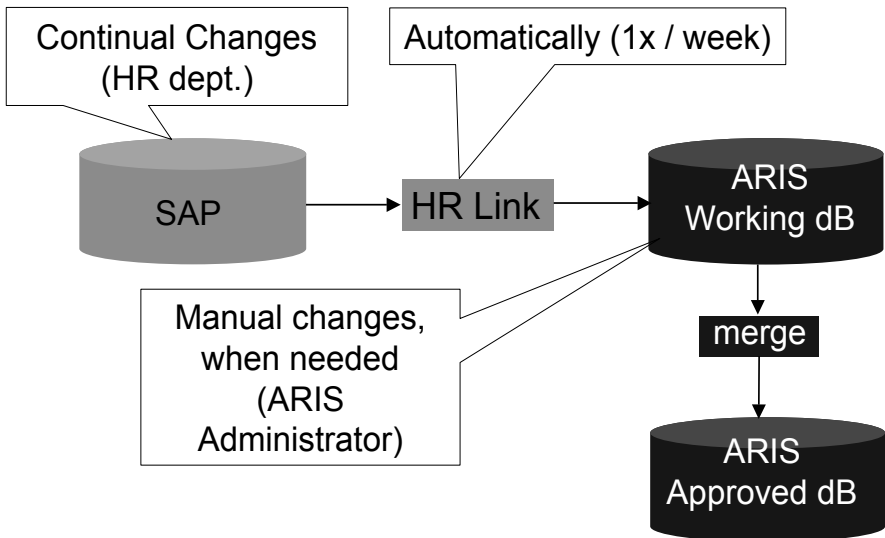 Continual Changes
(HR dept.)
Automatically (1x / week)
SAP
HR Link
ARIS
Working dB
Manual changes,
when needed
(ARIS
Administrator)
merge
ARIS
Approved dB